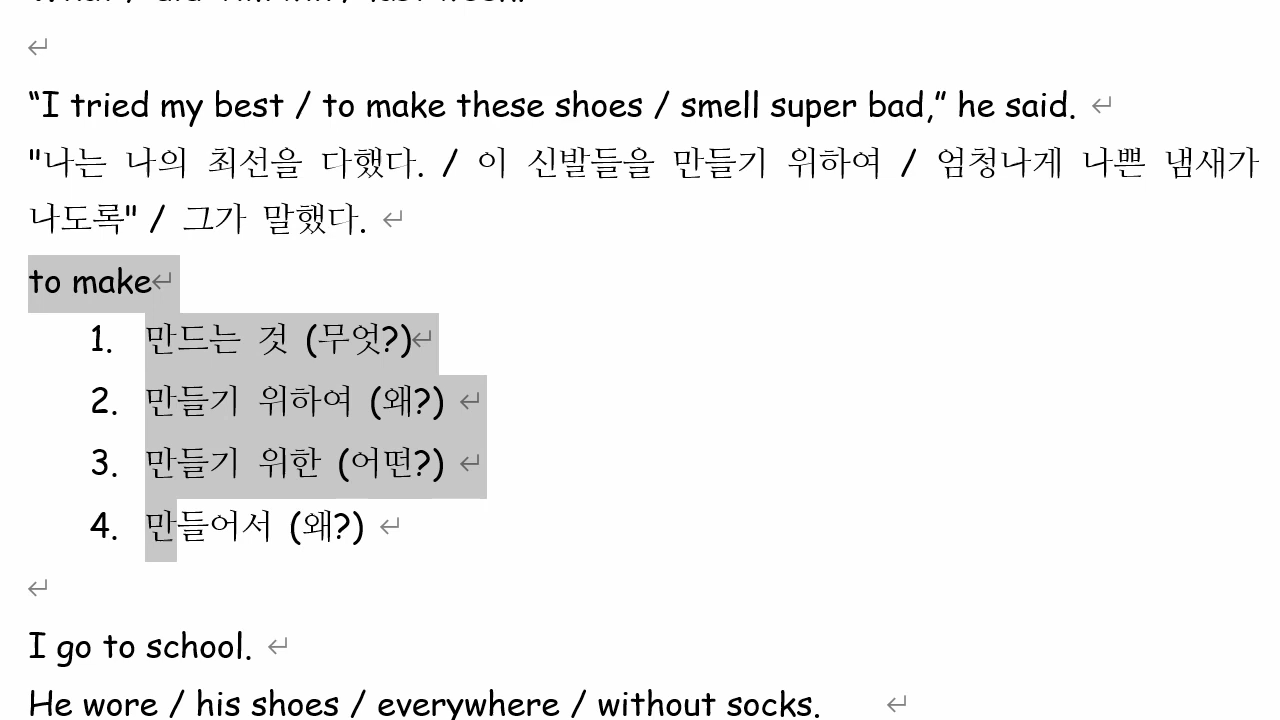 “I tried my best / to make these shoes / smell super bad,” he said.
"나는 나의 최선을 다했다. / 이 신발들을 만들기 위하여 / 엄청나게 나쁜 냄새가
나도록" / 그가 말했다.
to make
1. 만드는 것 (무엇?)
2. 만들기 위하여 (왜?)
3. 만들기 위한 (어떤?)
4. 만들어서 (왜?)
I go to school.
He wore / his shoes / everywhere / without socks.